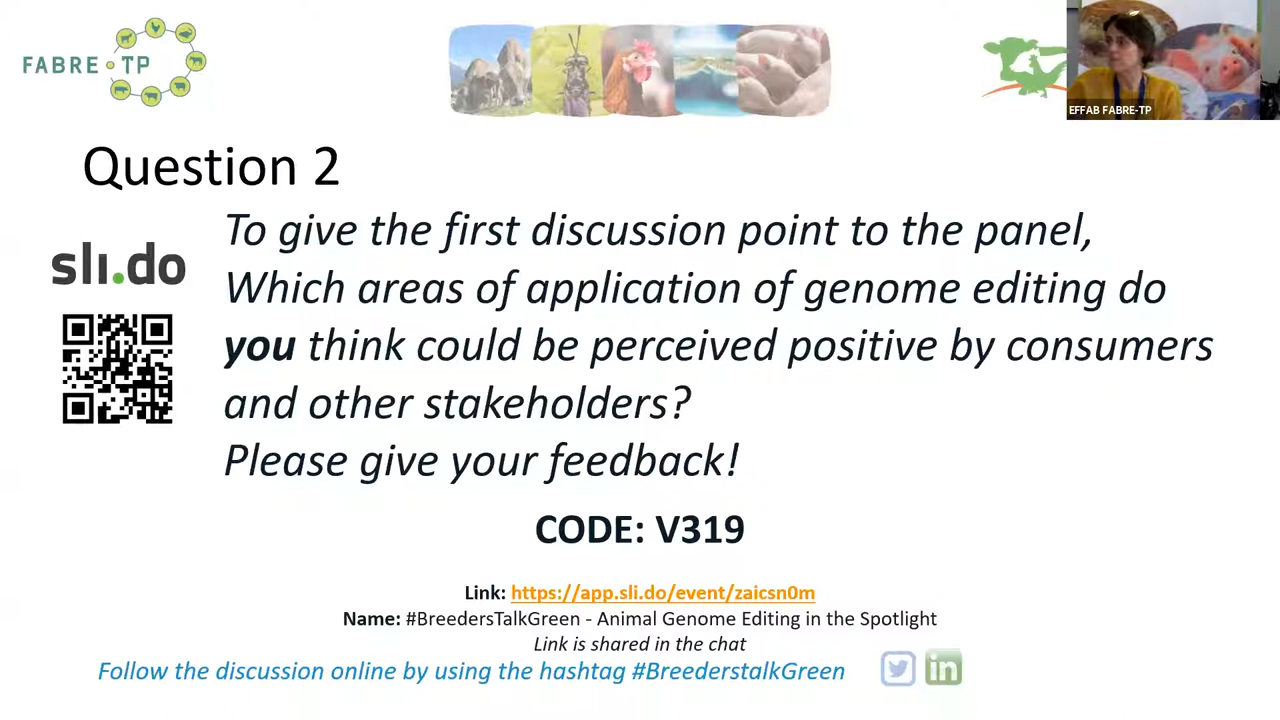 FABRE TP
EFFAB FABRE-TP
Question 2
sli.do
To give the first discussion point to the panel,
Which areas of application of genome editing do
you think could be perceived positive by consumers
and other stakeholders?
Please give your feedback!
CODE: V319
Link: https://app.sli.do/event/zaicsn0m
Name: #BreedersTalkGreen - Animal Genome Editing in the Spotlight
Link is shared in the chat
Follow the discussion online by using the hashtag #BreederstalkGreen
in